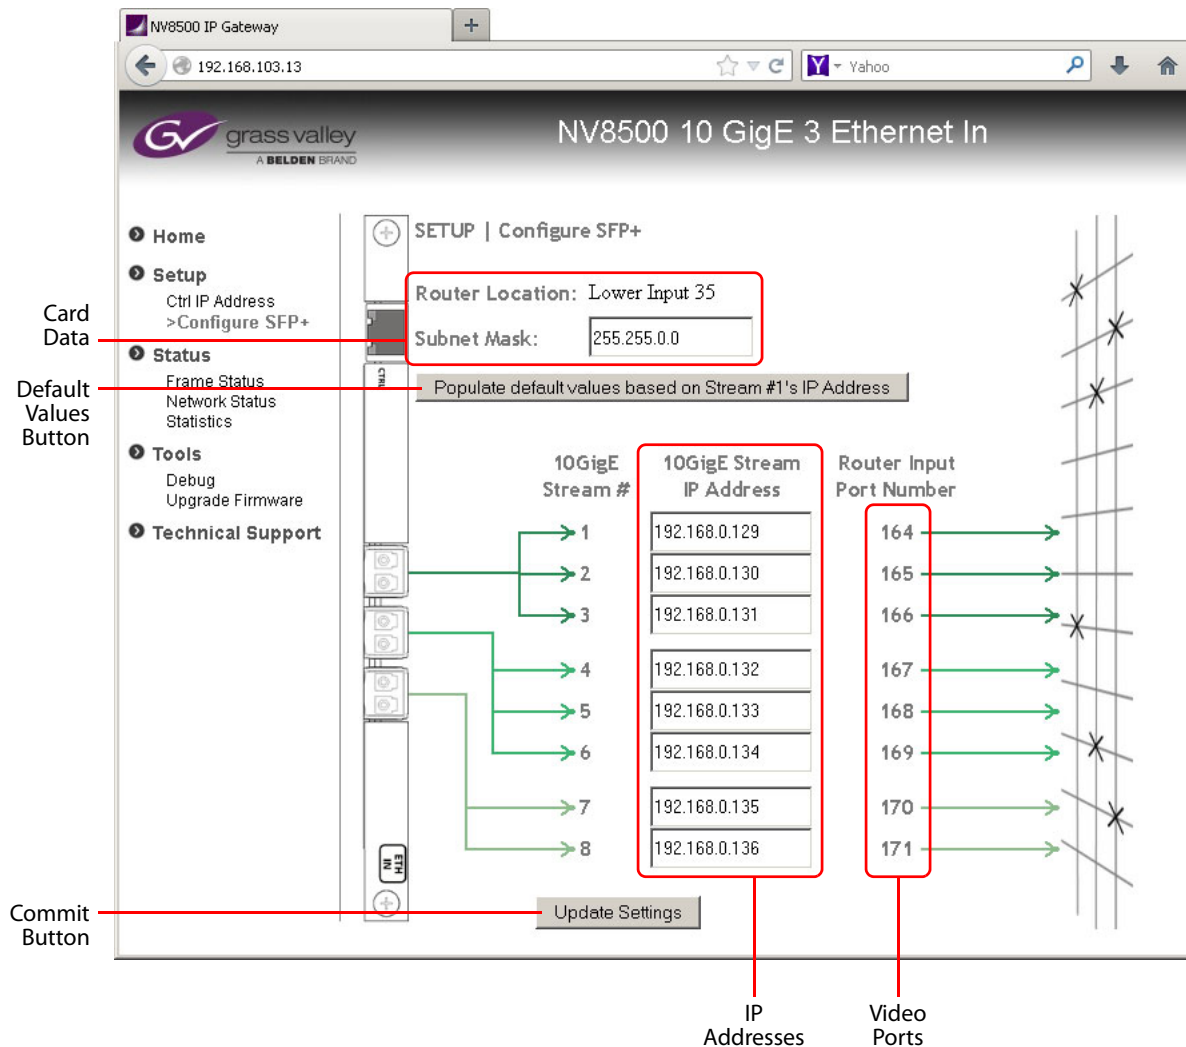 NV8500 IP Gateway
+
192.168.103.13
Yahoo
GV grass valley
A BELDEN BRAND
NV8500 10 GigE 3 Ethernet In
Home
Setup
Ctrl IP Address
>Configure SFP+
Status
Frame Status
Network Status
Statistics
Tools
Debug
Upgrade Firmware
Technical Support
Card
Data
Default
Values
Button
Commit
Button
CTRL
ETH
IN
SETUP | Configure SFP+
Router Location: Lower Input 35
Subnet Mask: 255.255.0.0
Populate default values based on Stream #1's IP Address
10GigE
Stream #
10GigE Stream
IP Address
Router Input
Port Number
1 192.168.0.129 164
2 192.168.0.130 165
3 192.168.0.131 166
4 192.168.0.132 167
5 192.168.0.133 168
6 192.168.0.134 169
7 192.168.0.135 170
8 192.168.0.136 171
Update Settings
IP
Addresses
Video
Ports